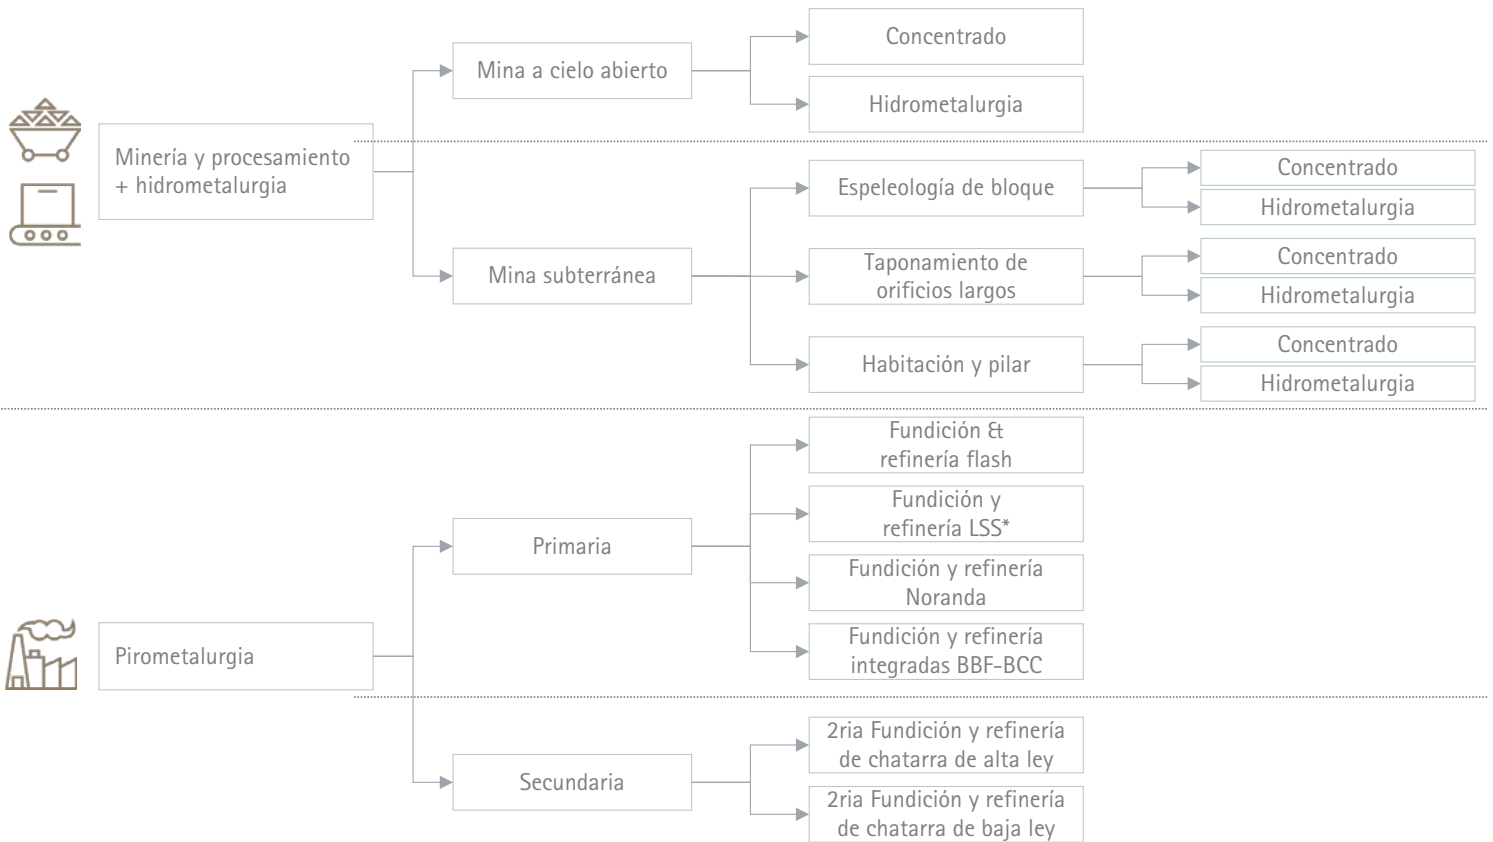 Minería y procesamiento
+ hidrometalurgia
Mina a cielo abierto
Concentrado
Hidrometalurgia
Mina subterránea
Espeleología de bloque
Concentrado
Hidrometalurgia
Taponamiento de
orificios largos
Concentrado
Hidrometalurgia
Habitación y pilar
Concentrado
Hidrometalurgia
Pirometalurgia
Primaria
Fundición &
refinería flash
Fundición y
refinería LSS*
Fundición y refinería
Noranda
Fundición y refinería
integradas BBF-BCC
Secundaria
2ria Fundición y refinería
de chatarra de alta ley
2ria Fundición y refinería
de chatarra de baja ley